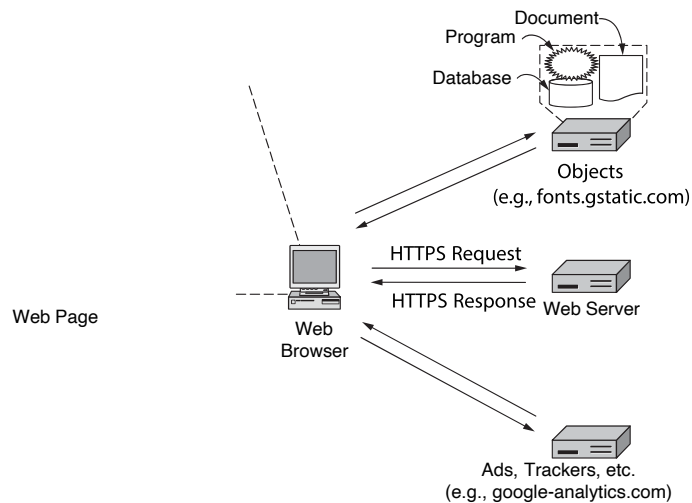 Document
Program
Database
Objects
(e.g., fonts.gstatic.com)
HTTPS Request
HTTPS Response
Web Server
Web Page
Web
Browser
Ads, Trackers, etc.
(e.g., google-analytics.com)